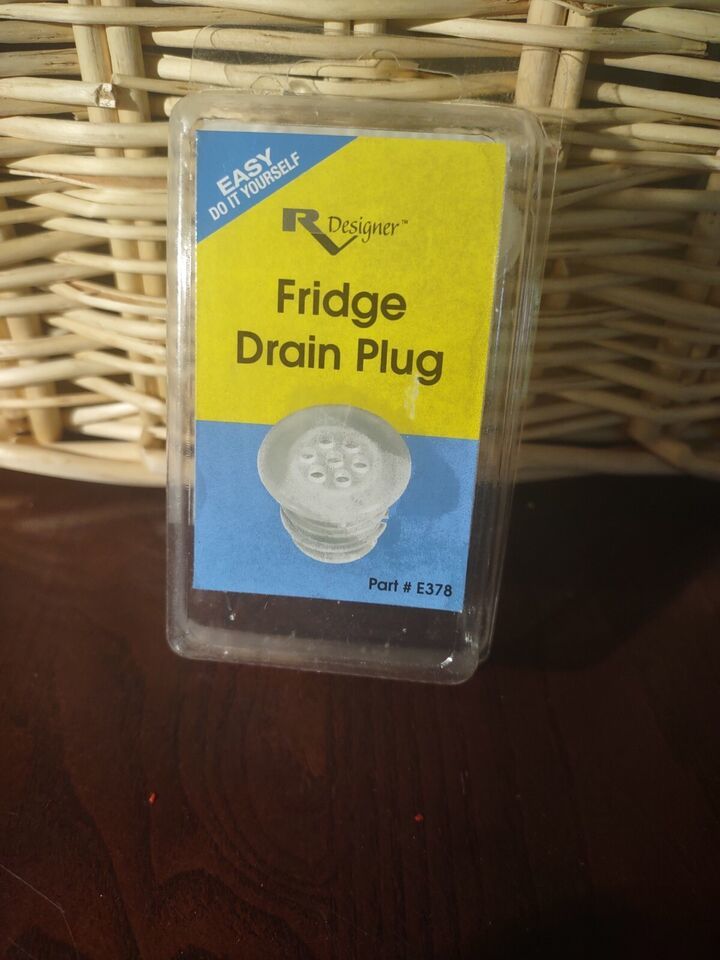 EASY
DO IT YOURSELF
RV Designer™
Fridge
Drain Plug
Part # E378